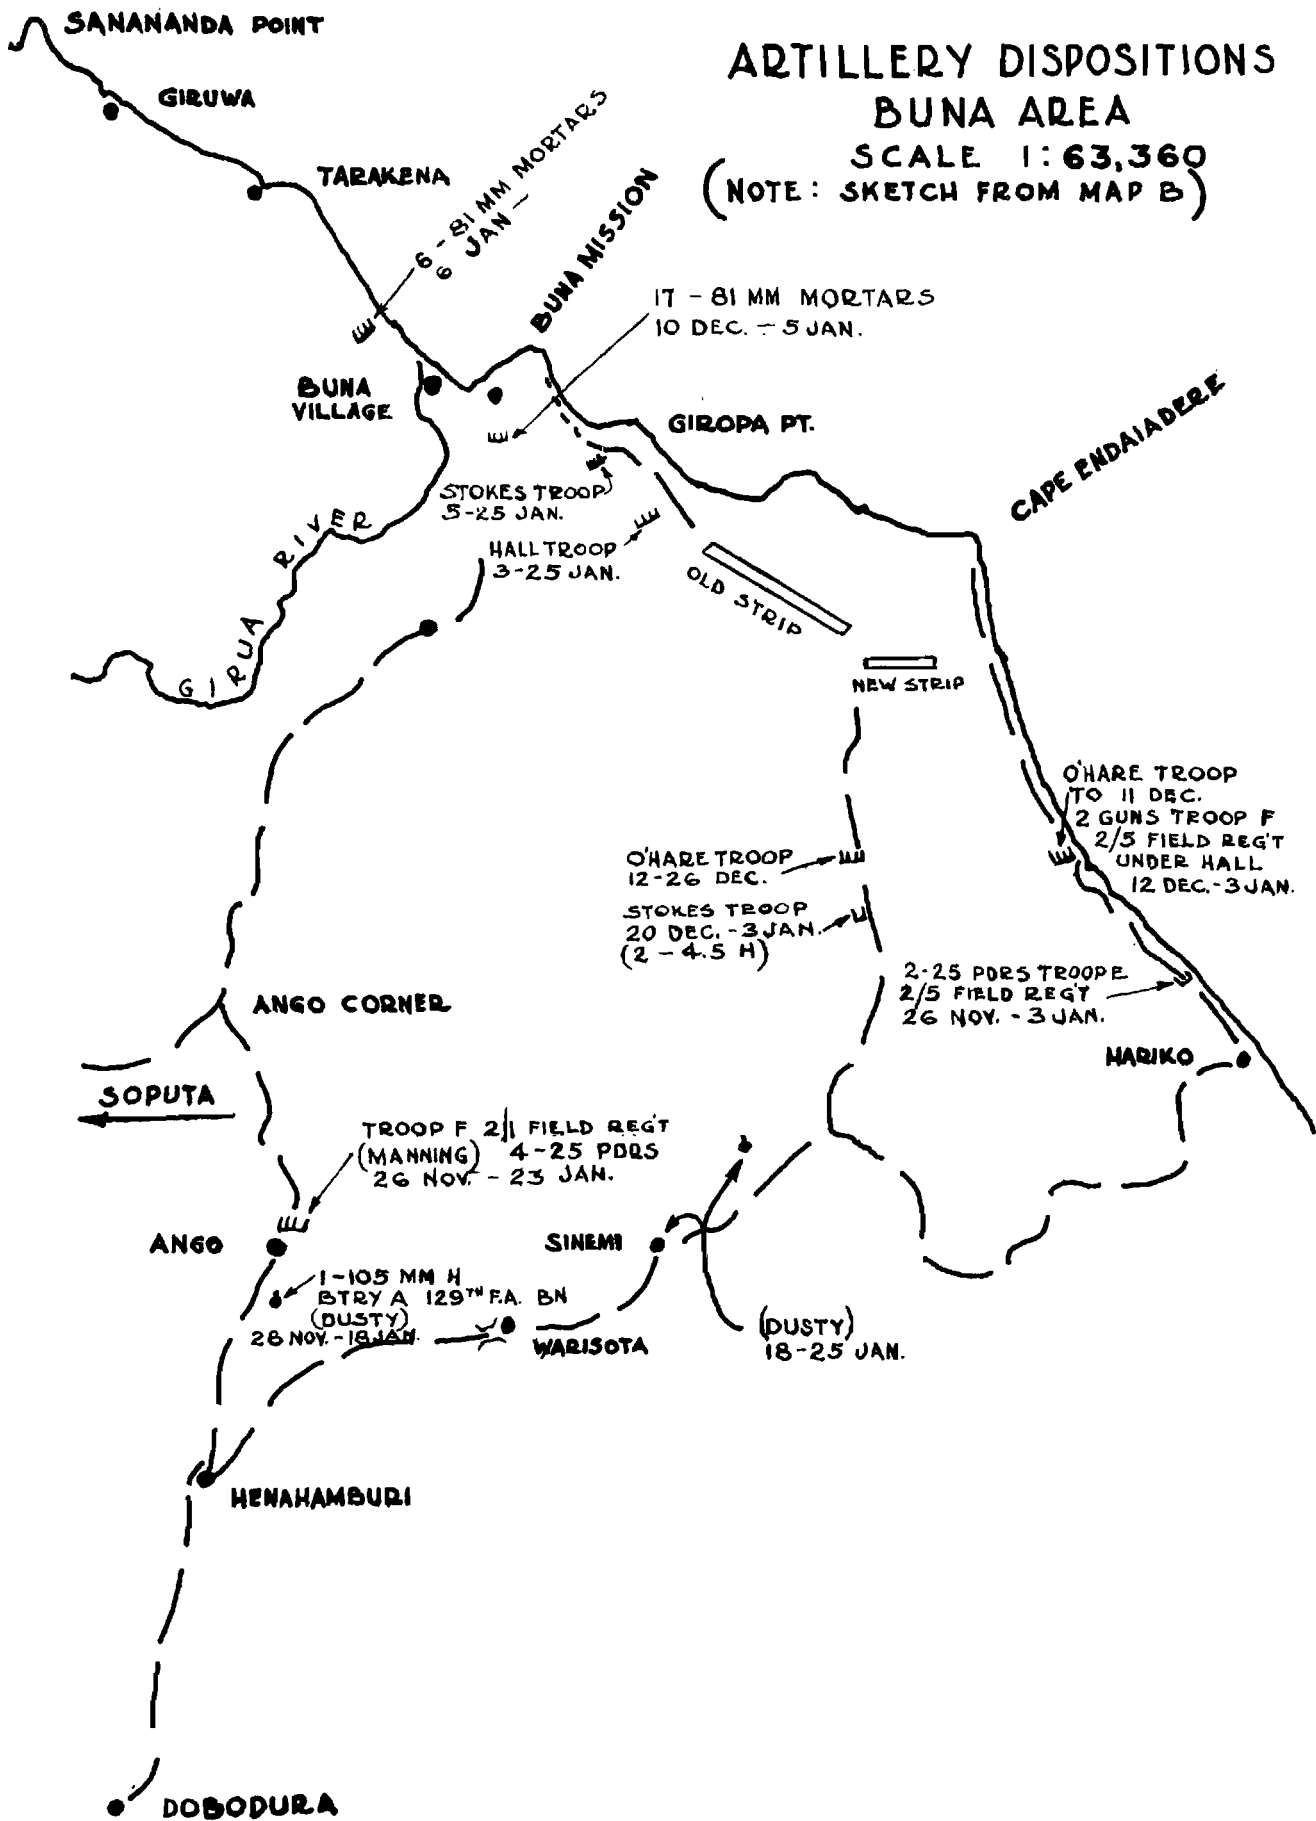 SANANANDA POINT
ARTILLERY DISPOSITIONS
BUNA AREA
SCALE 1:63,360
(NOTE: SKETCH FROM MAP B)
GIRUWA
TARAKENA
6 - 81 MM MORTARS
6 JAN -
BUNA MISSION
17 - 81 MM MORTARS
10 DEC. - 5 JAN.
BUNA
VILLAGE
GIROPA PT.
CAPE ENDAIADERE
STOKES TROOP
5-25 JAN.
GIRUA RIVER
HALL TROOP
3-25 JAN.
OLD STRIP
NEW STRIP
O'HARE TROOP
TO 11 DEC.
2 GUNS TROOP F
2/5 FIELD REG'T
UNDER HALL
12 DEC.-3 JAN.
O'HARE TROOP
12-26 DEC.
STOKES TROOP
20 DEC. - 3 JAN.
(2 - 4.5 H)
2-25 PDRS TROOP E
2/5 FIELD REG'T
26 NOV. - 3 JAN.
ANGO CORNER
HARIKO
SOPUTA
TROOP F 2/1 FIELD REG'T
(MANNING) 4-25 PDRS
26 NOV. - 23 JAN.
ANGO
SINEMI
1-105 MM H
BTRY A 129TH F.A. BN
(DUSTY)
28 NOV. - 18 JAN.
WARISOTA
(DUSTY)
18-25 JAN.
HENAHAMBURI
DOBODURA